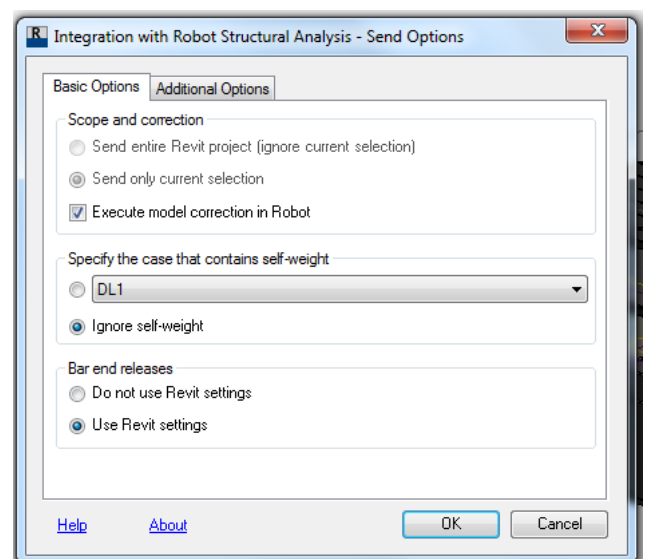 R Integration with Robot Structural Analysis - Send Options
Basic Options Additional Options
Scope and correction
Send entire Revit project (ignore current selection)
Send only current selection
Execute model correction in Robot
Specify the case that contains self-weight
DL1
Ignore self-weight
Bar end releases
Do not use Revit settings
Use Revit settings
Help About OK Cancel